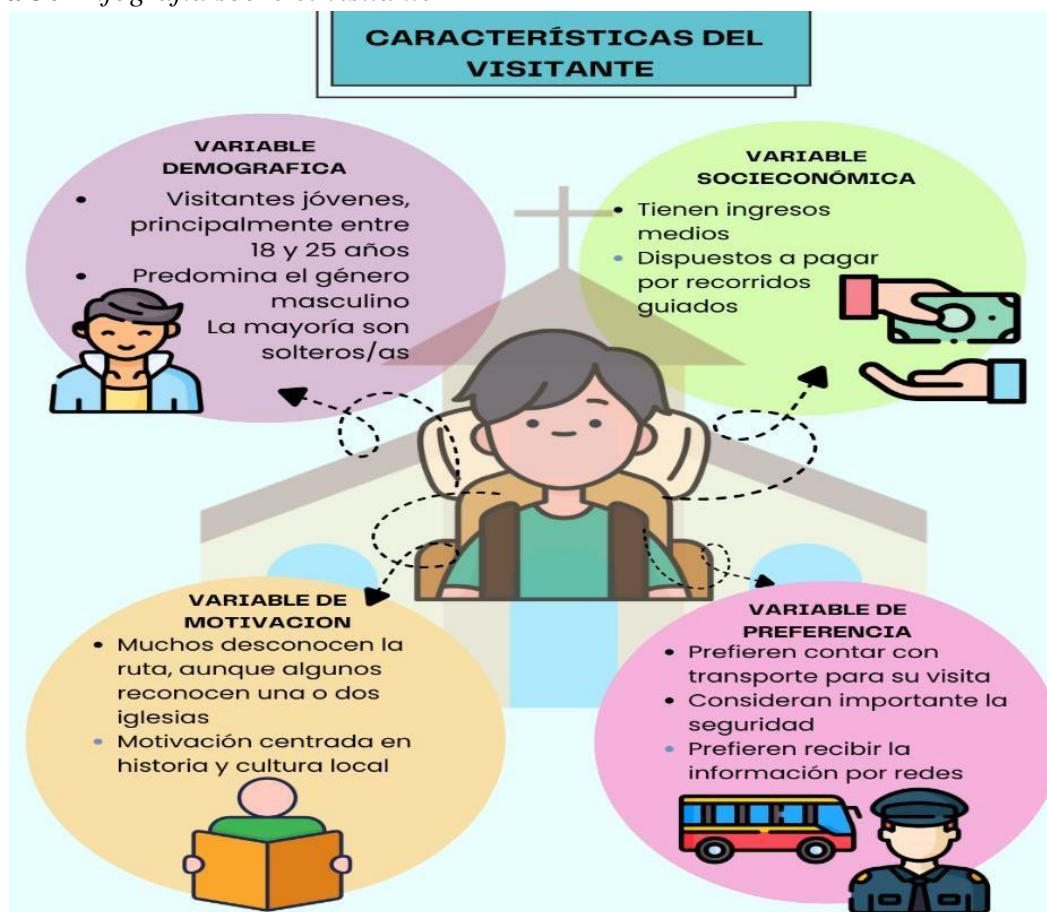 CARACTERÍSTICAS DEL
VISITANTE
VARIABLE
DEMOGRAFICA
• Visitantes jóvenes,
principalmente entre
18 y 25 años
• Predomina el género
masculino
La mayoría son
solteros/as
VARIABLE
SOCIECONÓMICA
• Tienen ingresos
medios
• Dispuestos a pagar
por recorridos
guiados
VARIABLE DE
MOTIVACION
• Muchos desconocen la
ruta, aunque algunos
reconocen una o dos
iglesias
• Motivación centrada en
historia y cultura local
VARIABLE DE
PREFERENCIA
• Prefieren contar con
transporte para su visita
• Consideran importante la
seguridad
• Prefieren recibir la
información por redes